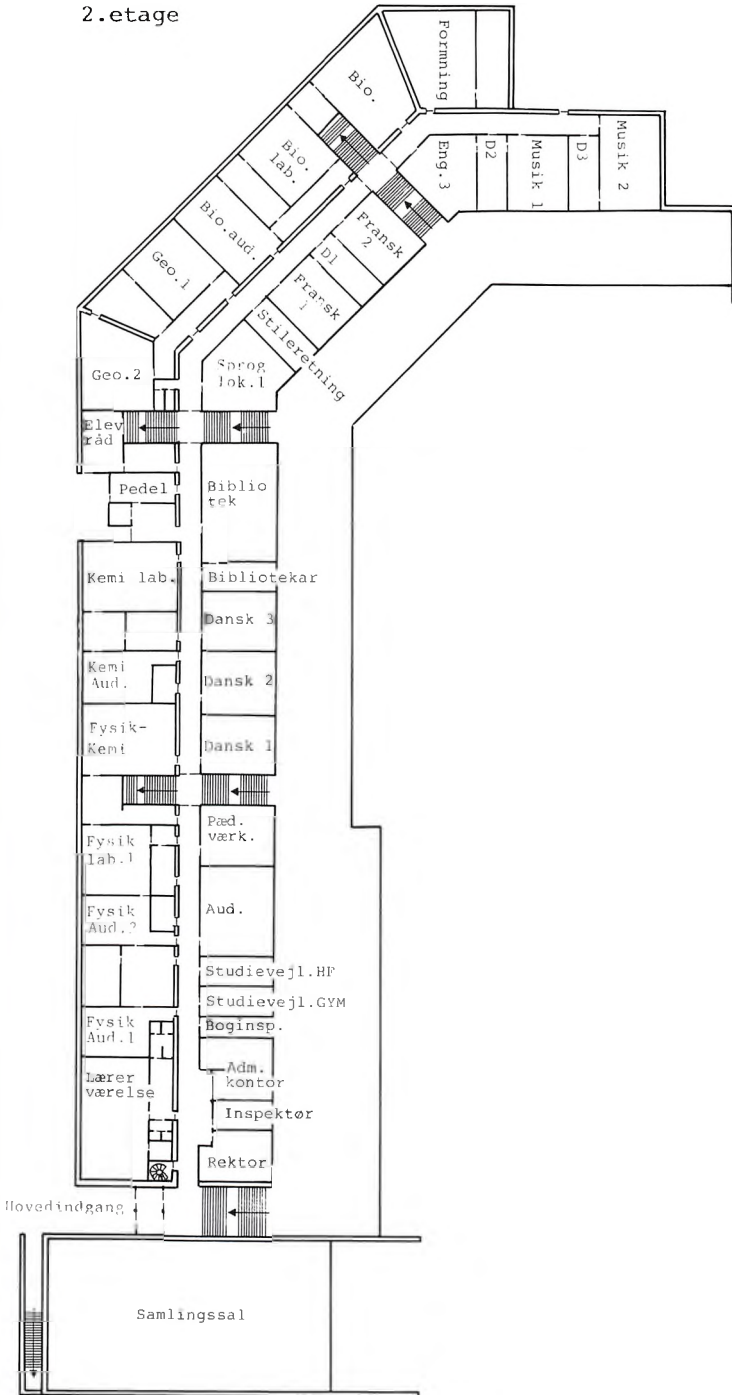 2.etage
Formning
Bio.
Musik 2
D3
Musik 1
D2
Eng.3
Bio.
lab.
Fransk
2
D1
Bio.aud.
Fransk
1
Geo.1
Stileretning
Sprog
lok.1
Geo.2
Elev
råd
Pedel
Biblio
tek
Kemi lab.
Bibliotekar
Dansk 3
Kemi
Aud.
Dansk 2
Fysik-
Kemi
Dansk 1
Pæd.
værk.
Fysik
lab.1
Aud.
Fysik
Aud.2
Studievejl.HF
Studievejl.GYM
Boginsp.
Fysik
Aud.1
Adm.
kontor
Lærer
værelse
Inspektør
Rektor
Hovedindgang
Samlingssal